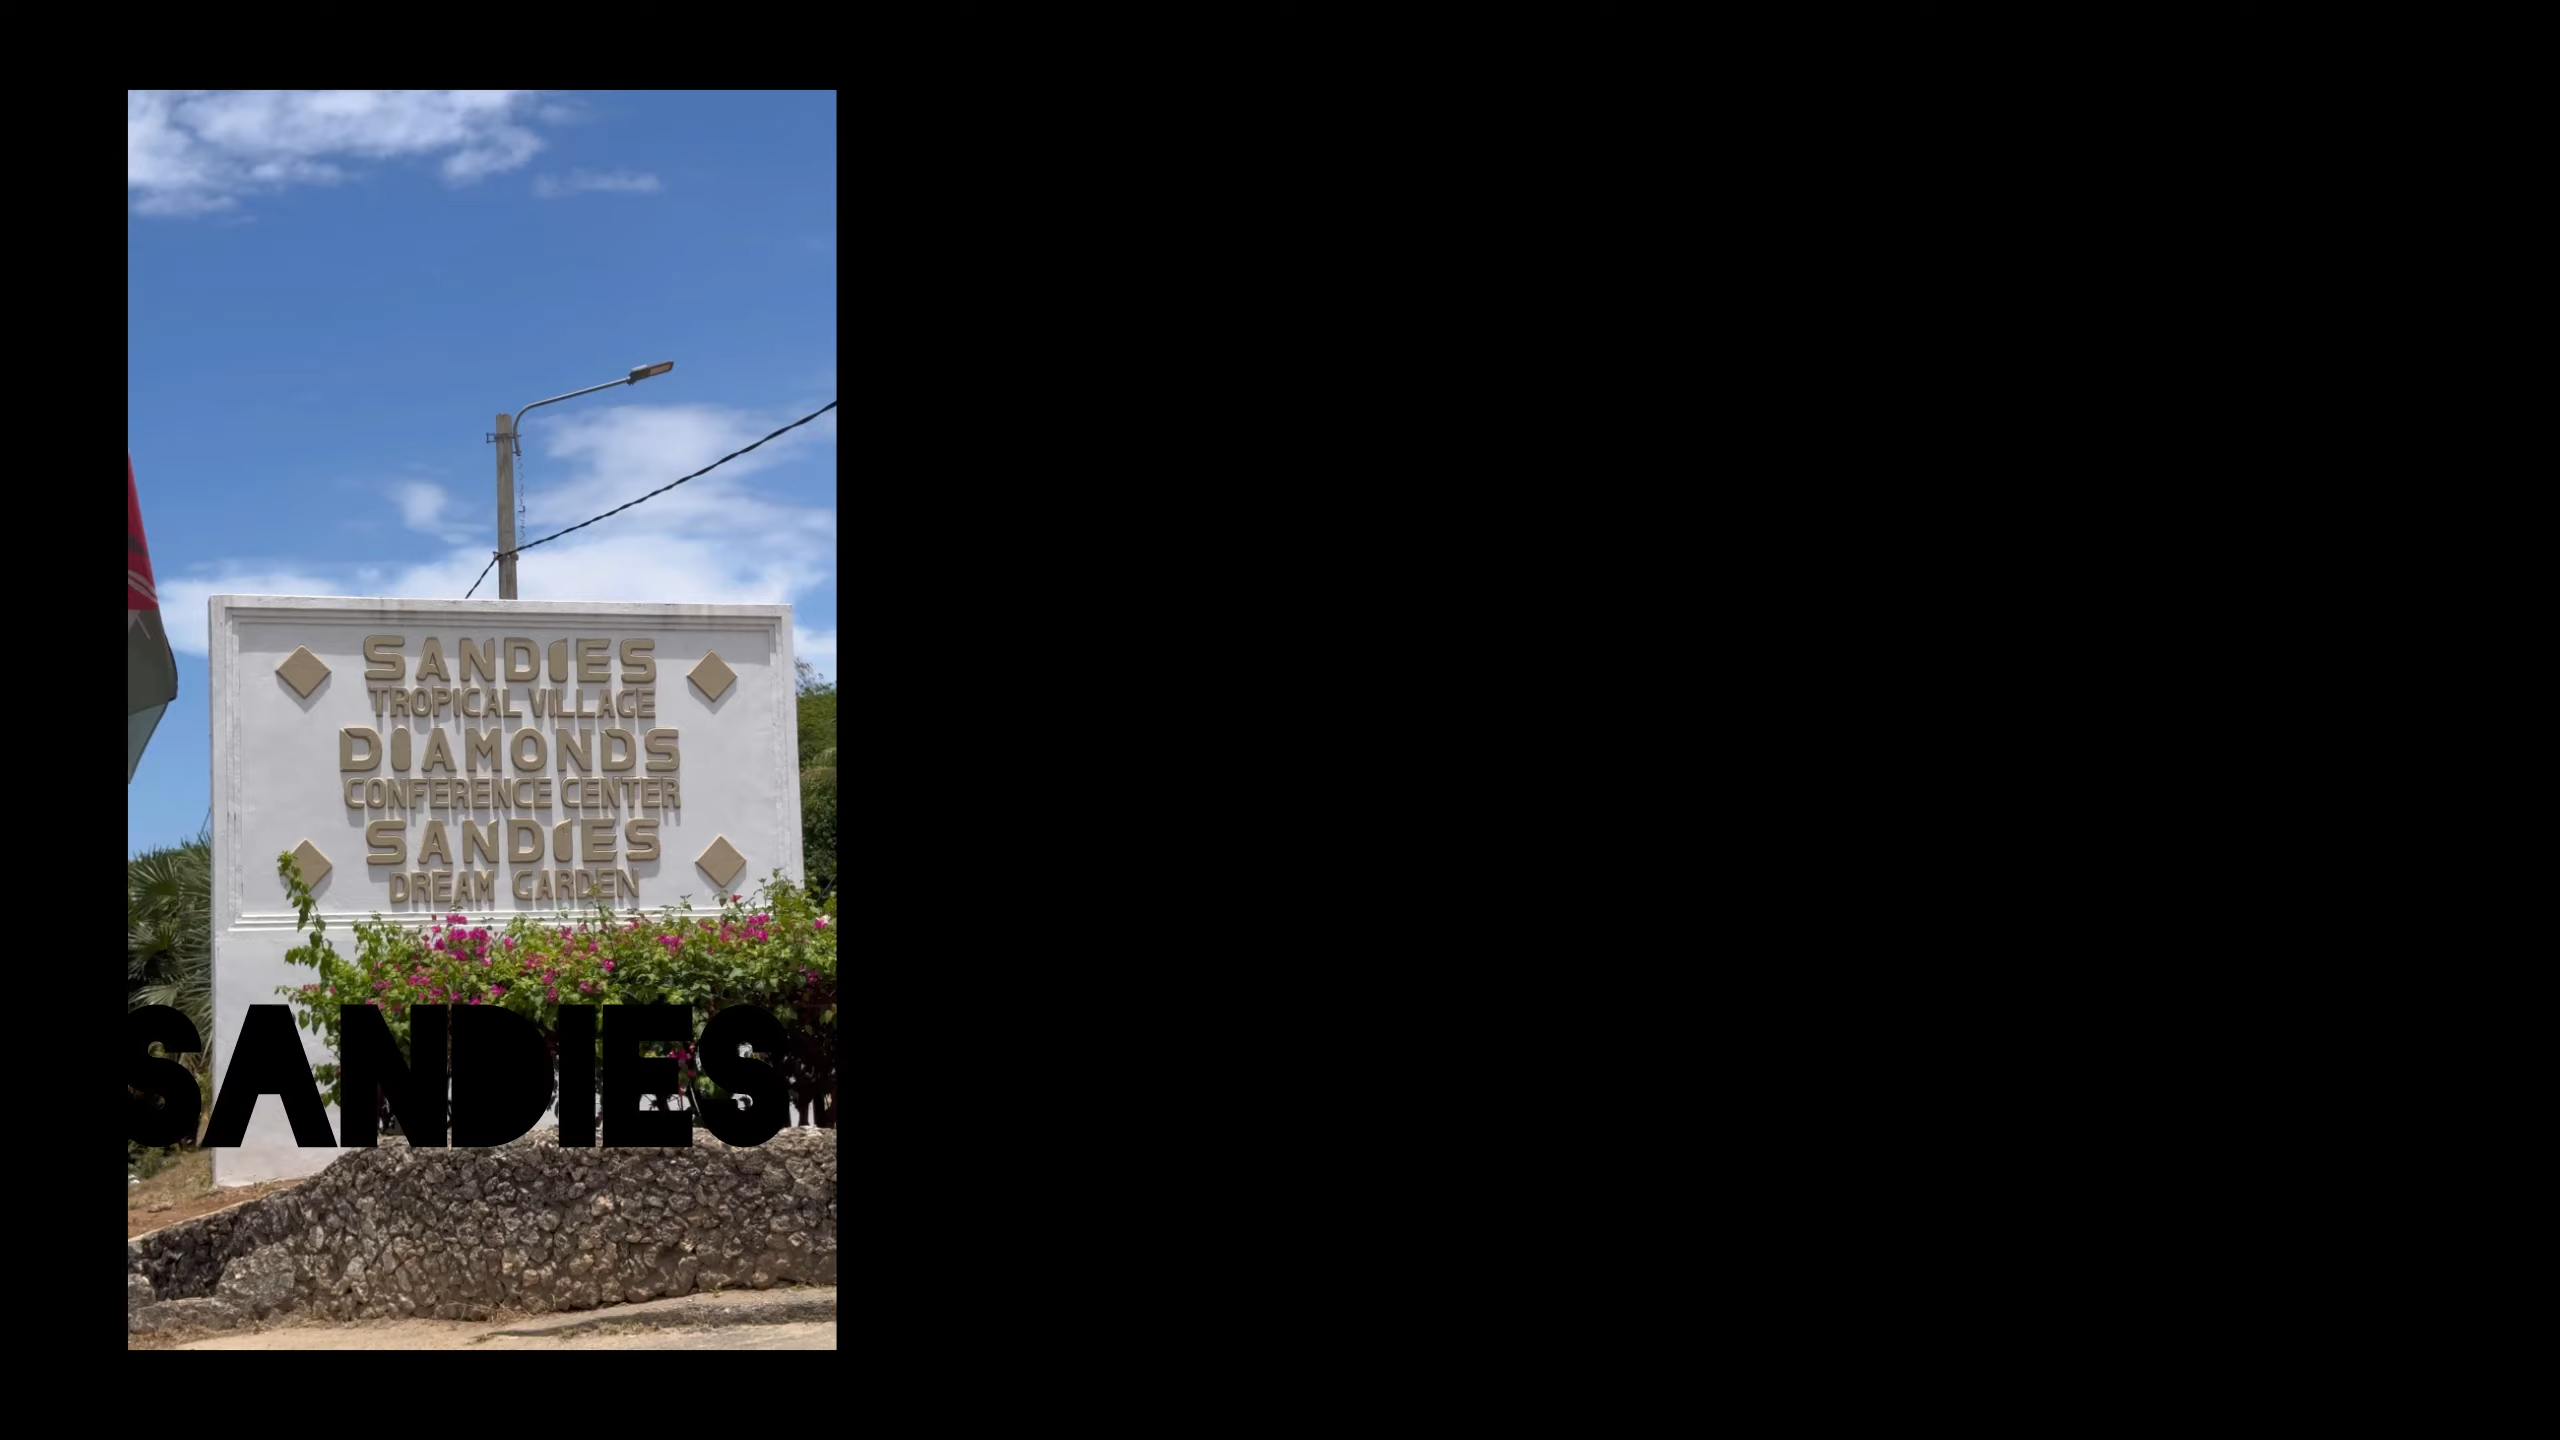 SANDIES
TROPICAL VILLAGE
DIAMONDS
CONFERENCE CENTER
SANDIES
DREAM GARDEN
SANDIES